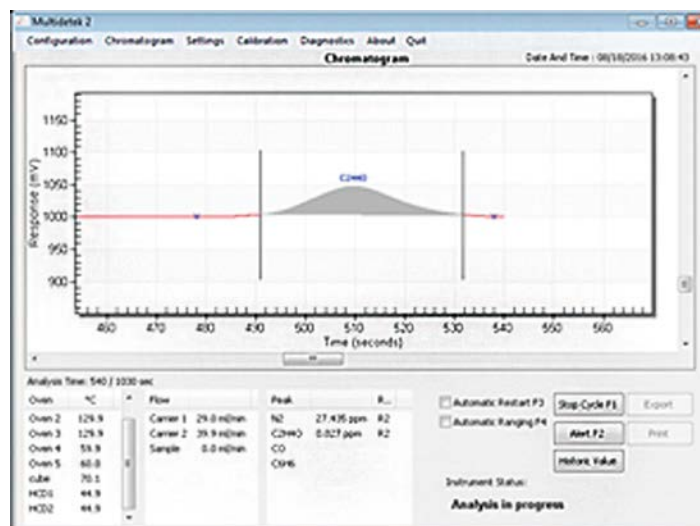 Multidetek 2
Configuration Chromatogram Settings Calibration Diagnostics About Quit
Chromatogram
Date And Time : 08/18/2016 13:08:43
Response (mV)
1150
1100
1050
1000
950
900
C2H4O
460 470 480 490 500 510 520 530 540 550 560
Time (seconds)
Analysis Time: 540 / 1030 sec
Oven °C
Oven 2 129.9
Oven 3 129.9
Oven 4 59.9
Oven 5 60.0
cube 70.1
HCD1 44.9
HCD2 44.9
Flow
Carrier 1 29.0 ml/min
Carrier 2 39.9 ml/min
Sample 0.0 ml/min
Peak R...
N2 27.435 ppm R2
C2H4O 0.027 ppm R2
CO
C6H6
Automatic Restart F3
Automatic Ranging F4
Stop Cycle F1
Export
Alert F2
Print
Historic Value
Instrument Status:
Analysis in progress